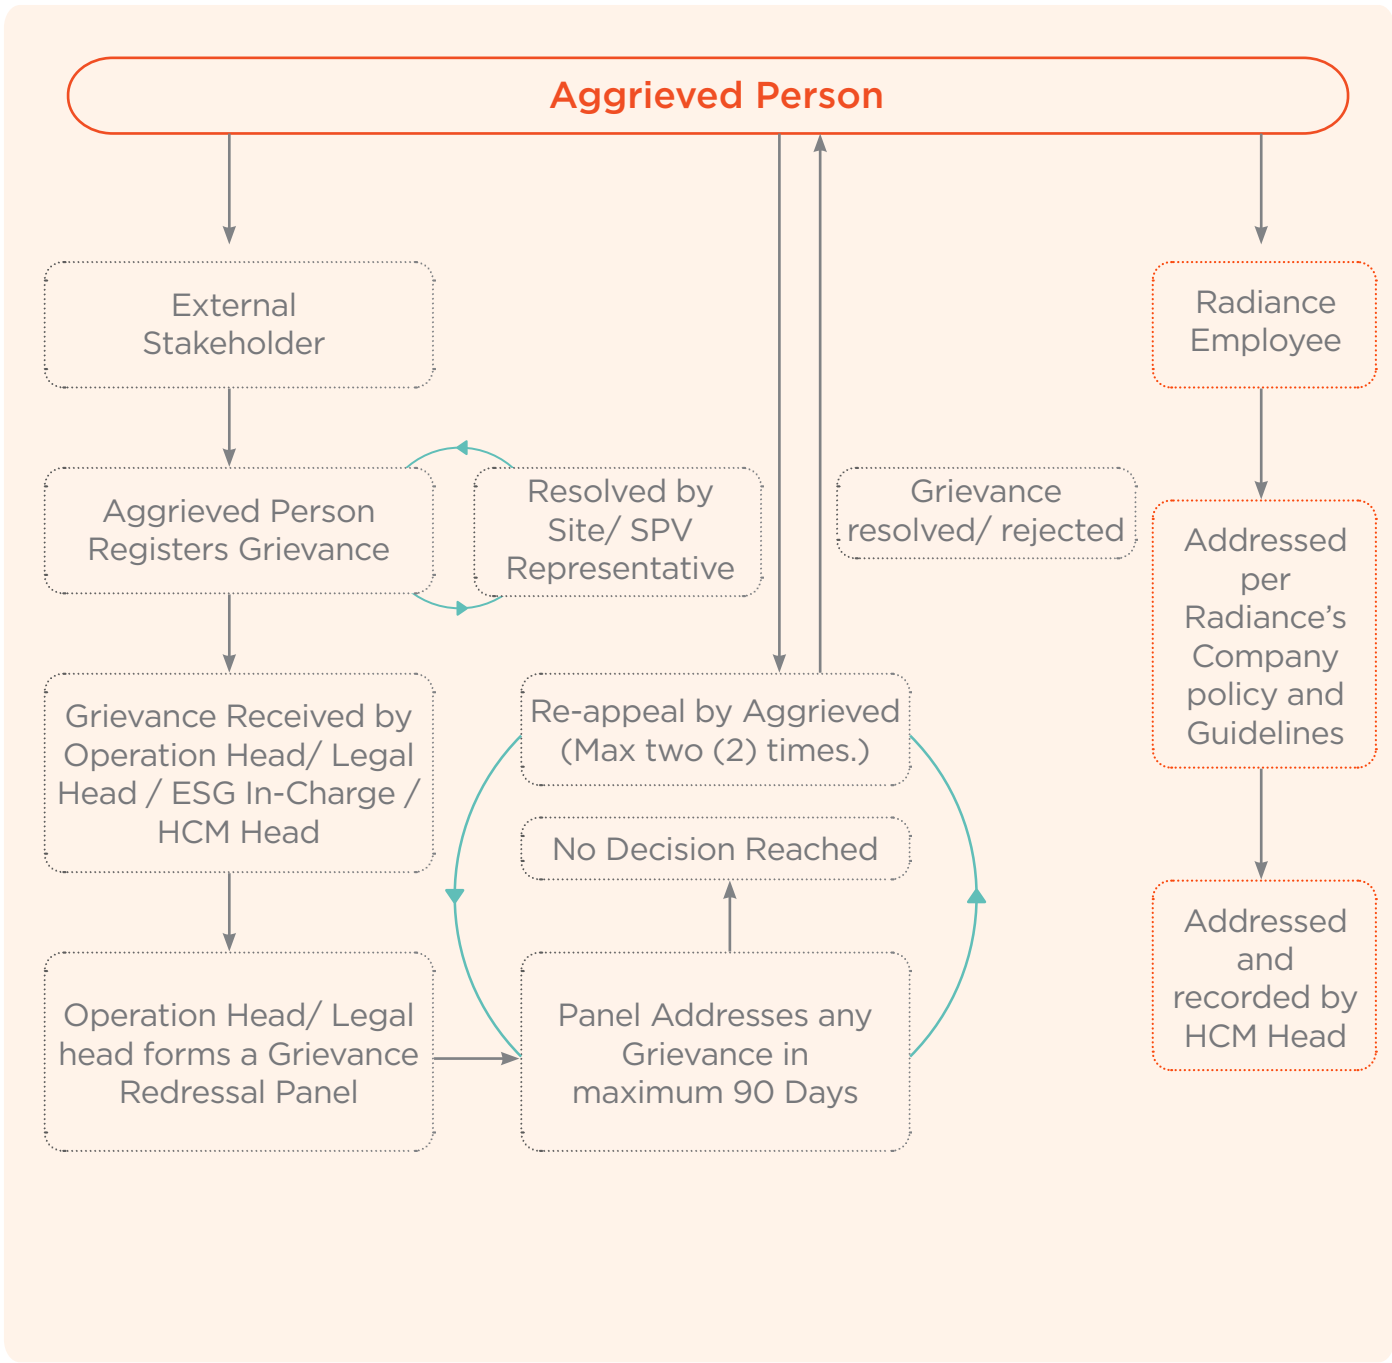 Aggrieved Person
External
Stakeholder
Radiance
Employee
Aggrieved Person
Registers Grievance
Resolved by
Site/ SPV
Representative
Grievance
resolved/ rejected
Addressed
per
Radiance’s
Company
policy and
Guidelines
Grievance Received by
Operation Head/ Legal
Head / ESG In-Charge /
HCM Head
Re-appeal by Aggrieved
(Max two (2) times.)
No Decision Reached
Operation Head/ Legal
head forms a Grievance
Redressal Panel
Panel Addresses any
Grievance in
maximum 90 Days
Addressed
and
recorded by
HCM Head